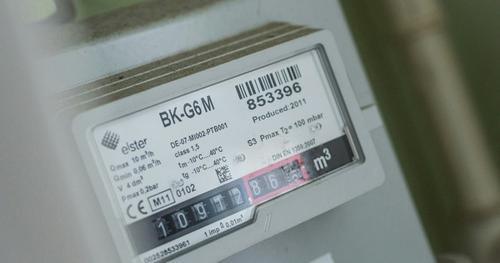 BK-G6M
853396
Produced:2011
elster
DE-07-MI002-PTB001
class 1,5
S3 Pmax T2= 100 mbar
Qmax 10 m³/h
Qmin 0,06 m³/h
V 4 dm³
Pmax 0,2bar
tm -10°C...40°C
tg -10°C...40°C
DIN EN 1359:2007
CE M11 0102
m³
1 imp ≙ 0,01m³